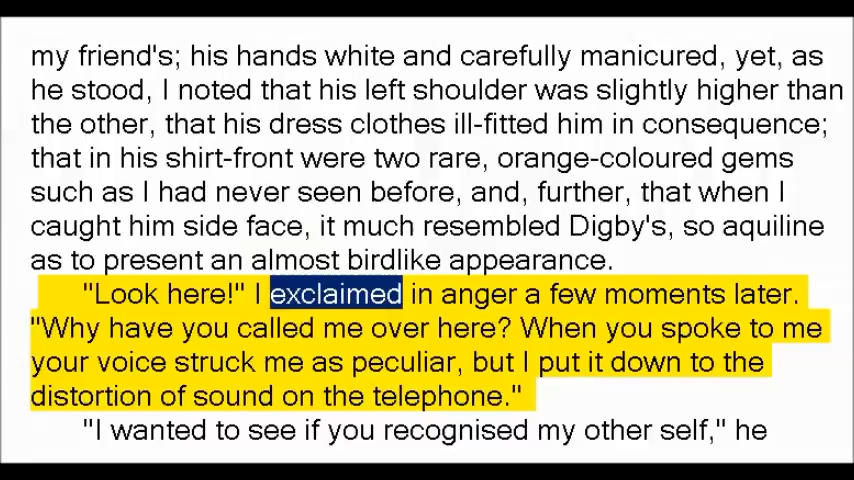 my friend's; his hands white and carefully manicured, yet, as
he stood, I noted that his left shoulder was slightly higher than
the other, that his dress clothes ill-fitted him in consequence;
that in his shirt-front were two rare, orange-coloured gems
such as I had never seen before, and, further, that when I
caught him side face, it much resembled Digby's, so aquiline
as to present an almost birdlike appearance.
"Look here!" I exclaimed in anger a few moments later.
"Why have you called me over here? When you spoke to me
your voice struck me as peculiar, but I put it down to the
distortion of sound on the telephone."
"I wanted to see if you recognised my other self," he